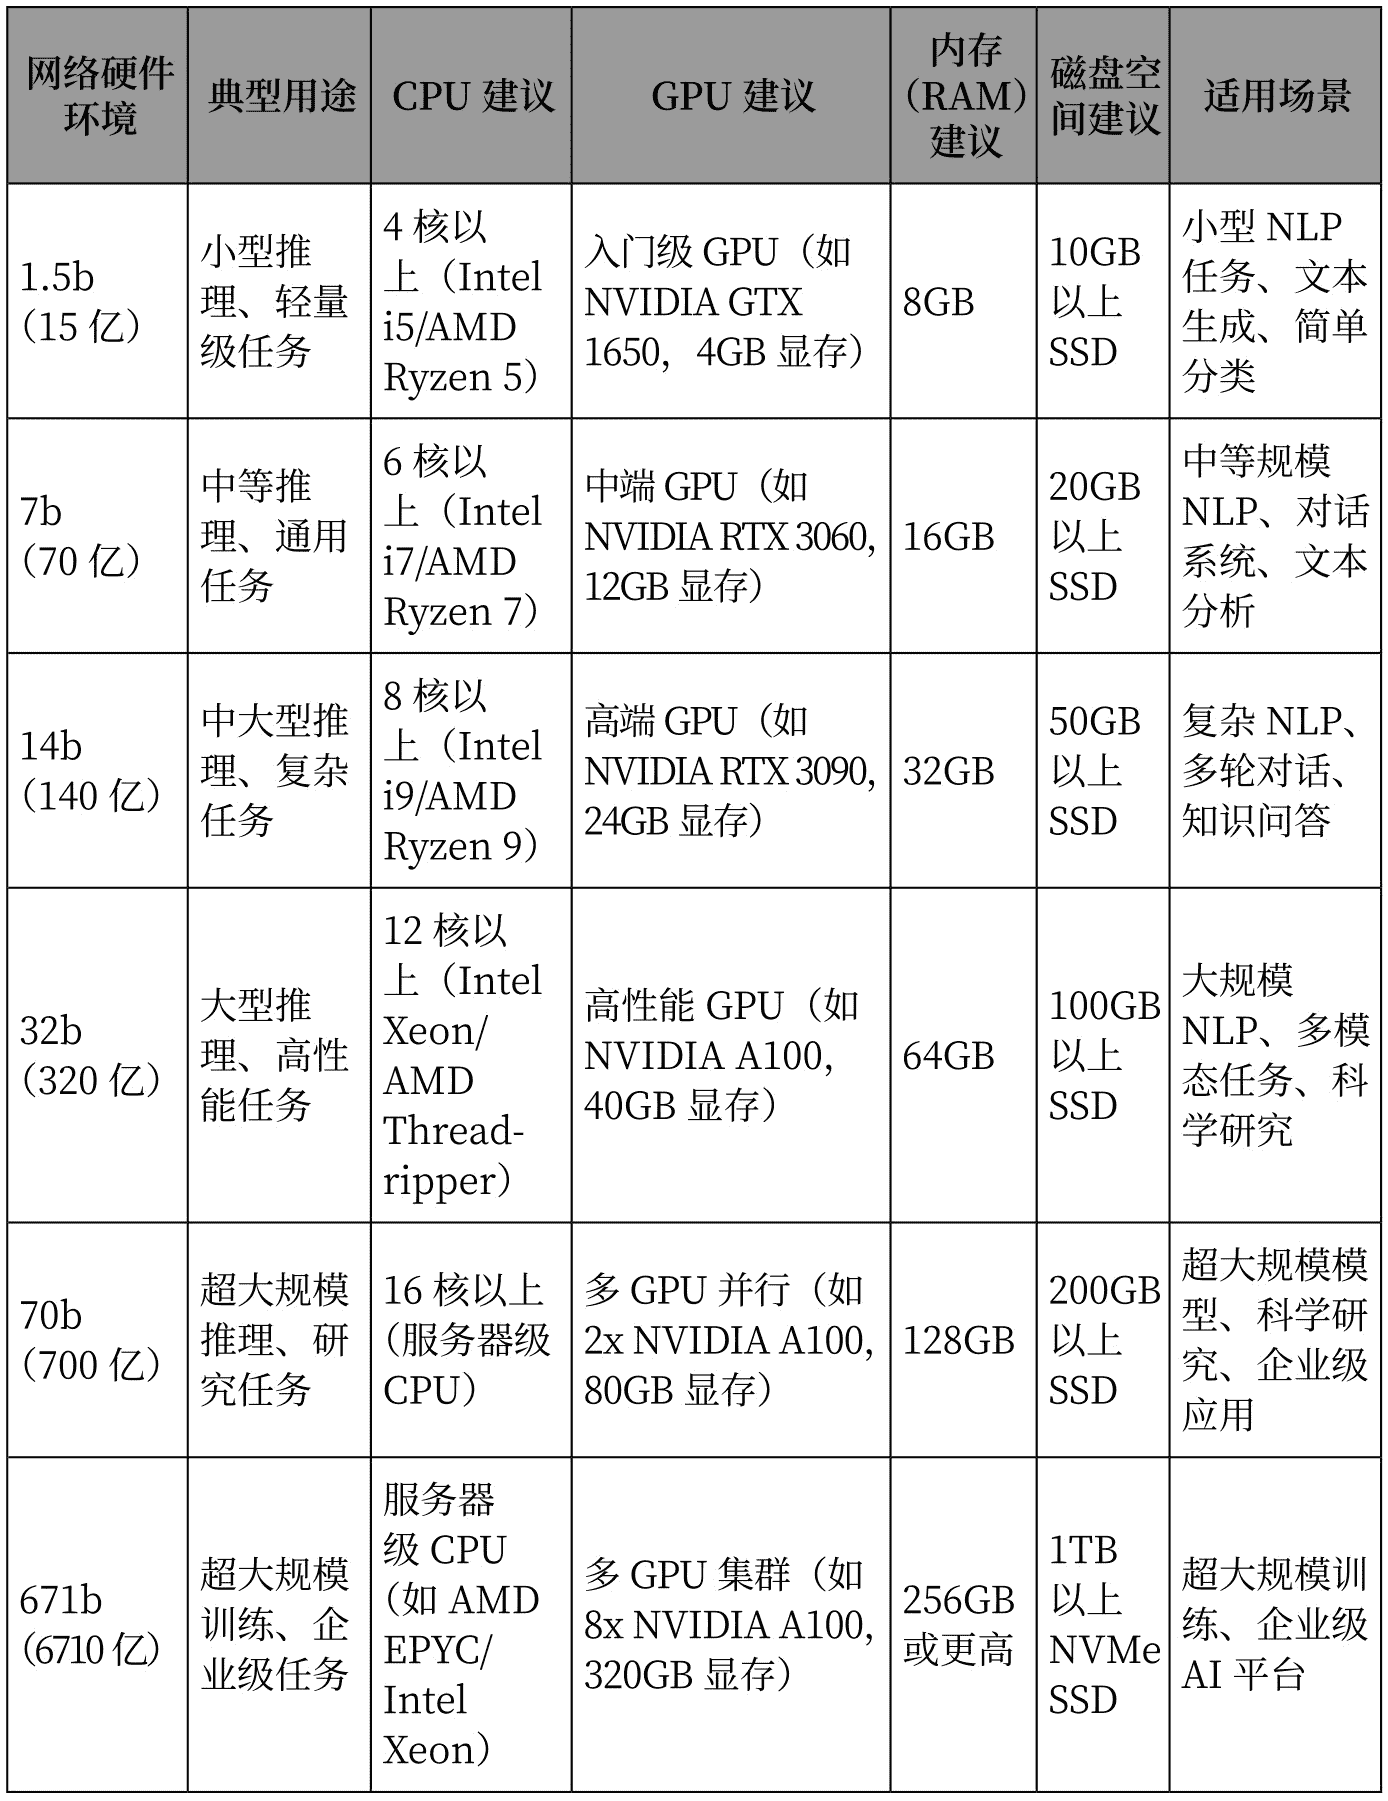 网络硬件
环境
典型用途
CPU 建议
GPU 建议
内存
（RAM）
建议
磁盘空
间建议
适用场景
1.5b
（15 亿）
小型推
理、轻量
级任务
4 核以
上（Intel
i5/AMD
Ryzen 5）
入门级 GPU（如
NVIDIA GTX
1650，4GB 显存）
8GB
10GB
以上
SSD
小型 NLP
任务、文本
生成、简单
分类
7b
（70 亿）
中等推
理、通用
任务
6 核以
上（Intel
i7/AMD
Ryzen 7）
中端 GPU（如
NVIDIA RTX 3060，
12GB 显存）
16GB
20GB
以上
SSD
中等规模
NLP、对话
系统、文本
分析
14b
（140 亿）
中大型推
理、复杂
任务
8 核以
上（Intel
i9/AMD
Ryzen 9）
高端 GPU（如
NVIDIA RTX 3090，
24GB 显存）
32GB
50GB
以上
SSD
复杂 NLP、
多轮对话、
知识问答
32b
（320 亿）
大型推
理、高性
能任务
12 核以
上（Intel
Xeon/
AMD
Thread-
ripper）
高性能 GPU（如
NVIDIA A100，
40GB 显存）
64GB
100GB
以上
SSD
大规模
NLP、多模
态任务、科
学研究
70b
（700 亿）
超大规模
推理、研
究任务
16 核以上
（服务器级
CPU）
多 GPU 并行（如
2x NVIDIA A100，
80GB 显存）
128GB
200GB
以上
SSD
超大规模模
型、科学研
究、企业级
应用
671b
（6710 亿）
超大规模
训练、企
业级任务
服务器
级 CPU
（如 AMD
EPYC/
Intel
Xeon）
多 GPU 集群（如
8x NVIDIA A100，
320GB 显存）
256GB
或更高
1TB
以上
NVMe
SSD
超大规模训
练、企业级
AI 平台